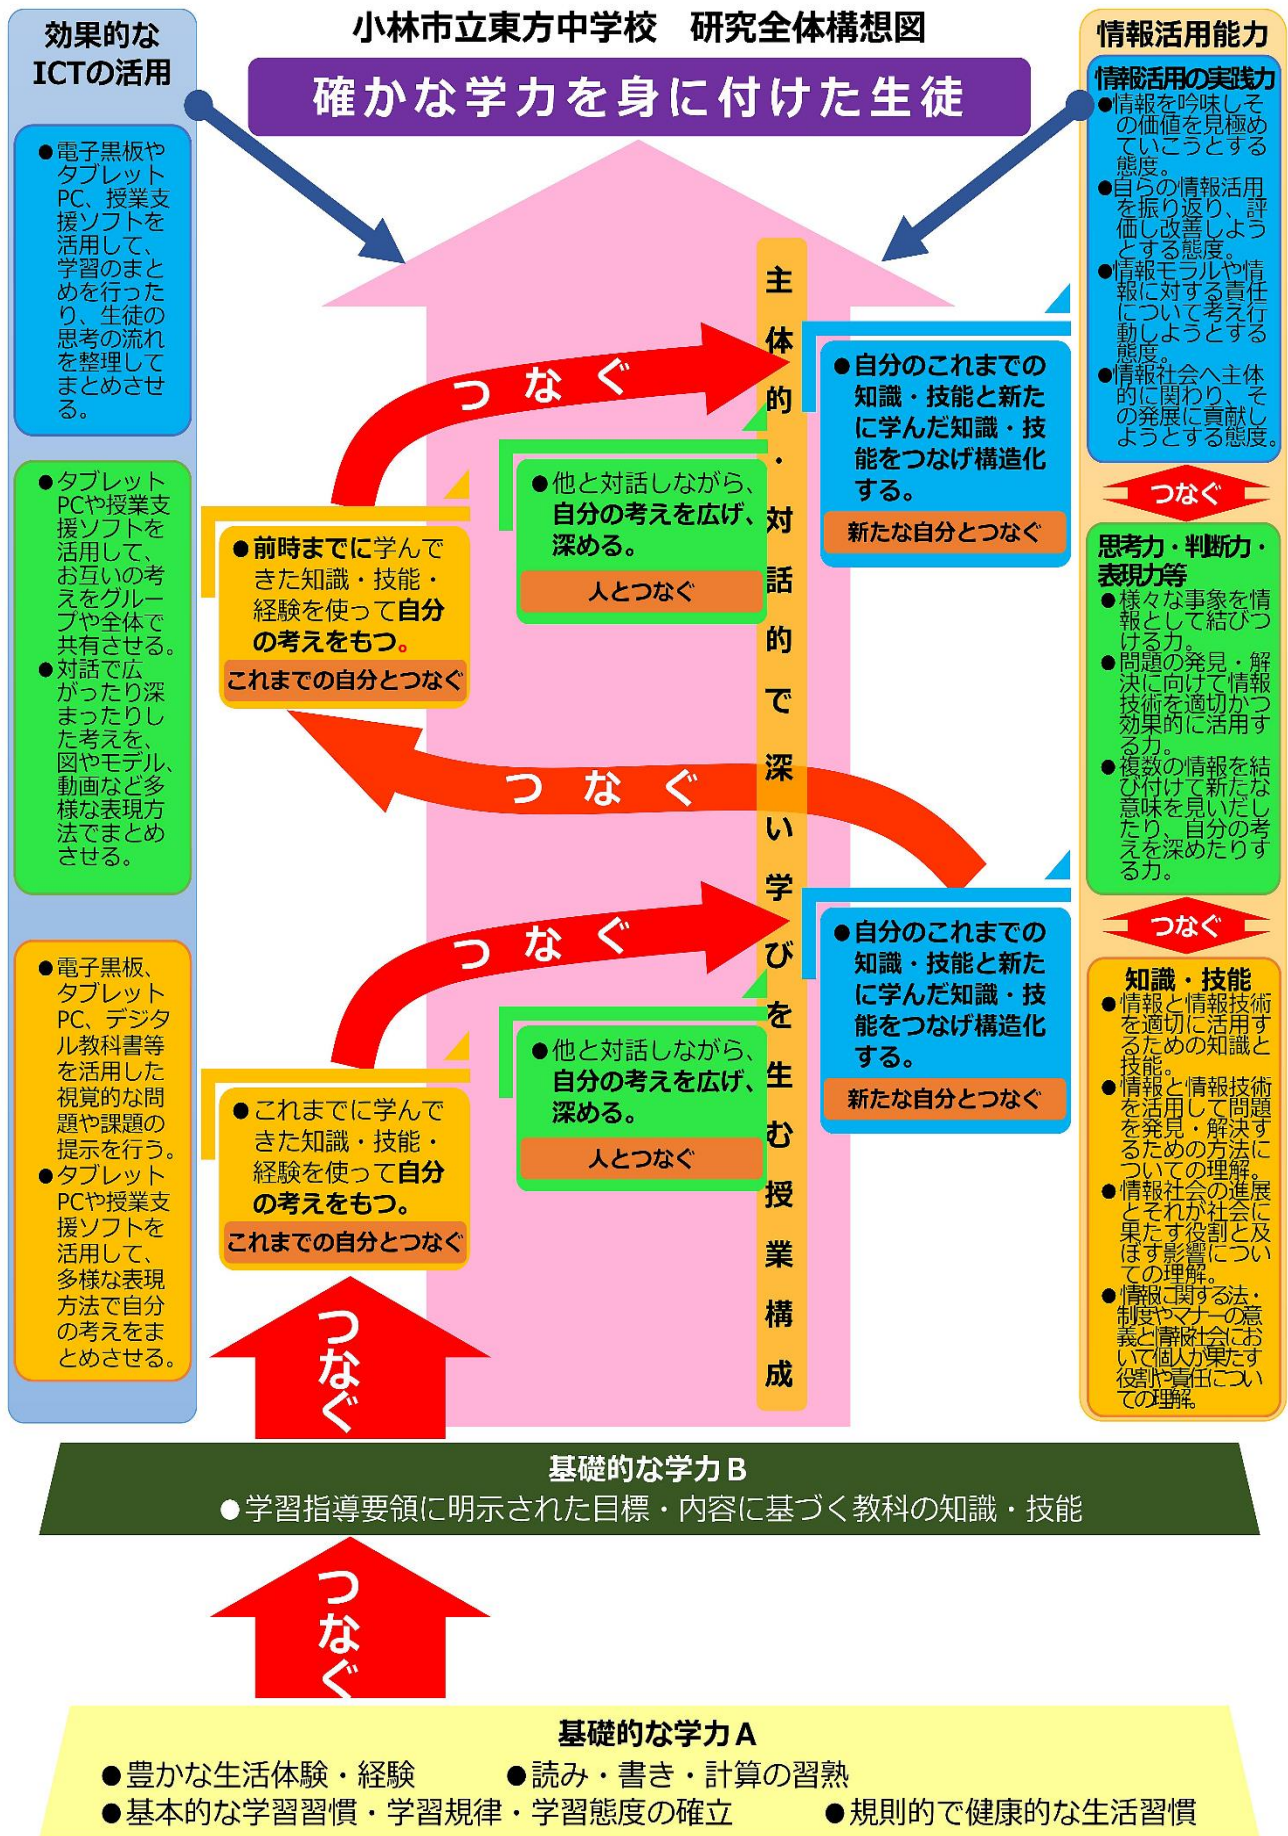 小林市立東方中学校　研究全体構想図
確かな学力を身に付けた生徒
効果的な
ICTの活用
●電子黒板や
タブレット
PC、授業支
援ソフトを
活用して、
学習のまと
めを行った
り、生徒の
思考の流れ
を整理して
まとめさせ
る。
●タブレット
PCや授業支
援ソフトを
活用して、
お互いの考
えをグルー
プや全体で
共有させる。
●対話で広
がったり深
まったりし
た考えを、
図やモデル、
動画など多
様な表現方
法でまとめ
させる。
●電子黒板、
タブレット
PC、デジタ
ル教科書等
を活用した
視覚的な問
題や課題の
提示を行う。
●タブレット
PCや授業支
援ソフトを
活用して、
多様な表現
方法で自分
の考えをま
とめさせる。
主体的・対話的で深い学びを生む授業構成
つなぐ
●前時までに学んで
きた知識・技能・
経験を使って自分
の考えをもつ。
これまでの自分とつなぐ
●他と対話しながら、
自分の考えを広げ、
深める。
人とつなぐ
●自分のこれまでの
知識・技能と新た
に学んだ知識・技
能をつなげ構造化
する。
新たな自分とつなぐ
つなぐ
つなぐ
●これまでに学んで
きた知識・技能・
経験を使って自分
の考えをもつ。
これまでの自分とつなぐ
●他と対話しながら、
自分の考えを広げ、
深める。
人とつなぐ
●自分のこれまでの
知識・技能と新た
に学んだ知識・技
能をつなげ構造化
する。
新たな自分とつなぐ
情報活用能力
情報活用の実践力
●情報を吟味しそ
の価値を見極め
ていこうとする
態度。
●自らの情報活用
を振り返り、評
価し改善しよう
とする態度。
●情報モラルや情
報に対する責任
について考え行
動しようとする
態度。
●情報社会へ主体
的に関わり、そ
の発展に貢献し
ようとする態度。
つなぐ
思考力・判断力・
表現力等
●様々な事象を情
報として結びつ
ける力。
●問題の発見・解
決に向けて情報
技術を適切かつ
効果的に活用す
る力。
●複数の情報を結
び付けて新たな
意味を見いだし
たり、自分の考
えを深めたりす
る力。
つなぐ
知識・技能
●情報と情報技術
を適切に活用す
るための知識と
技能。
●情報と情報技術
を活用して問題
を発見・解決す
るための方法に
ついての理解。
●情報社会の進展
とそれが社会に
果たす役割と及
ぼす影響につい
ての理解。
●情報に関する法・
制度やマナーの意
義と情報社会にお
いて個人が果たす
役割や責任につい
ての理解。
つなぐ
基礎的な学力B
●学習指導要領に明示された目標・内容に基づく教科の知識・技能
つなぐ
基礎的な学力A
●豊かな生活体験・経験　●読み・書き・計算の習熟
●基本的な学習習慣・学習規律・学習態度の確立　●規則的で健康的な生活習慣